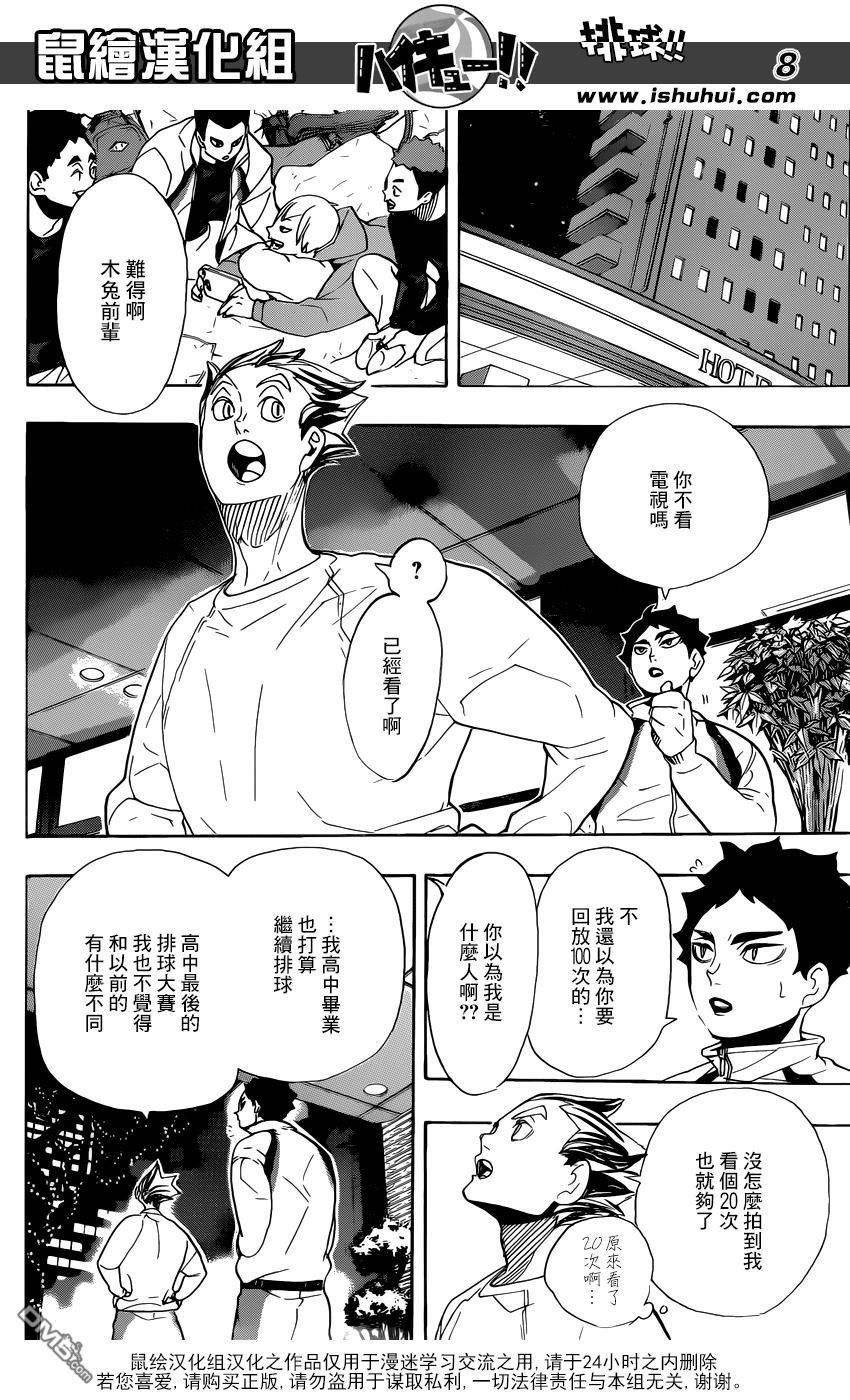 鼠繪漢化組
ハイキュー!!
排球!!
8
www.ishuhui.com
HOTE
難得啊
木兔前輩
你不看
電視嗎
?
已經看了啊
不
我還以為你要
回放100次的…
你以為我是
什麼人啊??
…我高中畢業
也打算
繼續排球
高中最後的
排球大賽
我也不覺得
和以前的
有什麼不同
沒怎麼拍到我
看個20次
也就夠了
原來看了
20次啊…
DM5.com
鼠绘汉化组汉化之作品仅用于漫迷学习交流之用,请于24小时之内删除
若您喜爱,请购买正版,请勿盗用于谋取私利,一切法律责任与本组无关,谢谢。